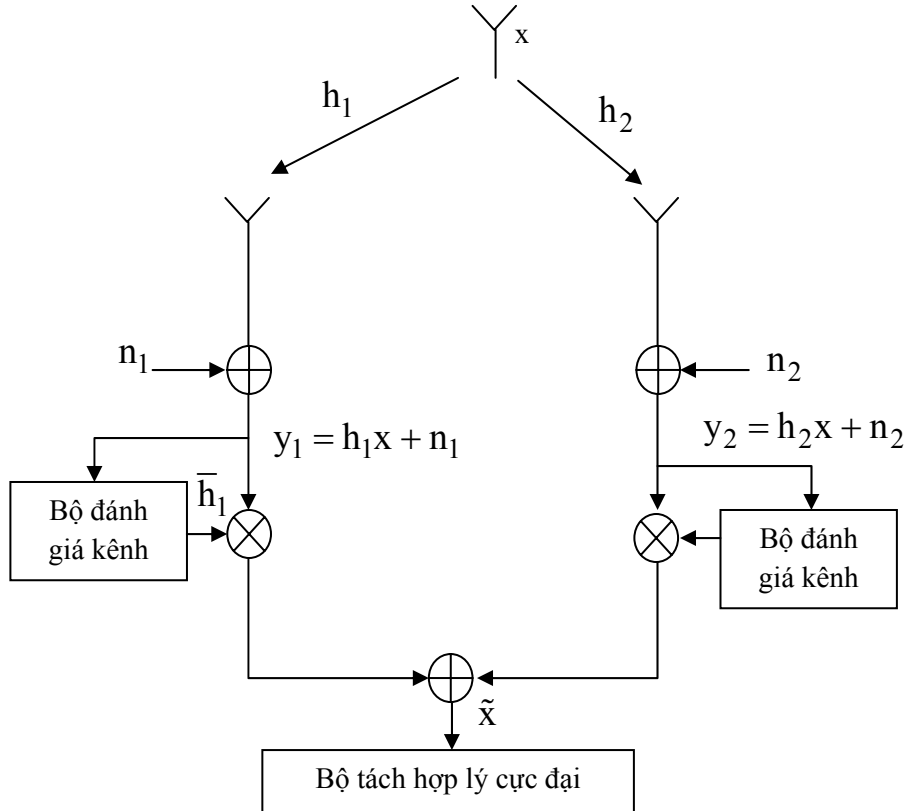 x
h₁
h₂
n₁
n₂
y₁ = h₁x + n₁
y₂ = h₂x + n₂
h̅₁
Bộ đánh
giá kênh
Bộ đánh
giá kênh
x̃
Bộ tách hợp lý cực đại